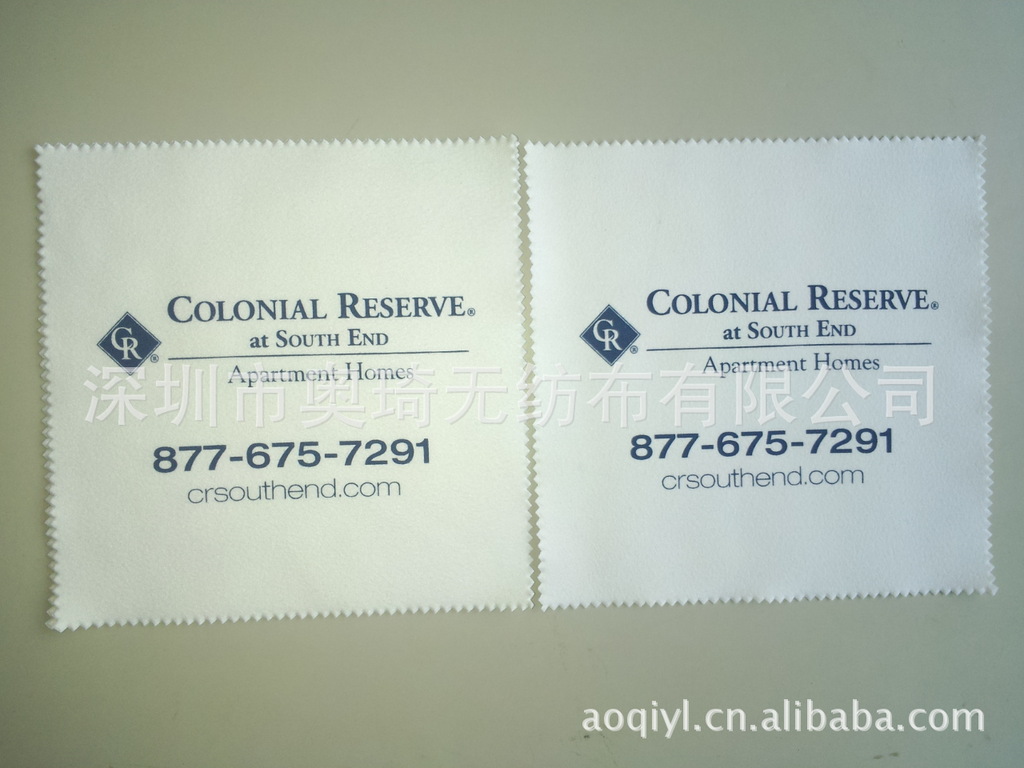 COLONIAL RESERVE®
at SOUTH END
CR®
Apartment Homes
877-675-7291
crsouthend.com
COLONIAL RESERVE®
at SOUTH END
CR®
Apartment Homes
877-675-7291
crsouthend.com
深圳市奥琦无纺布有限公司
aoqiyl.cn.alibaba.com